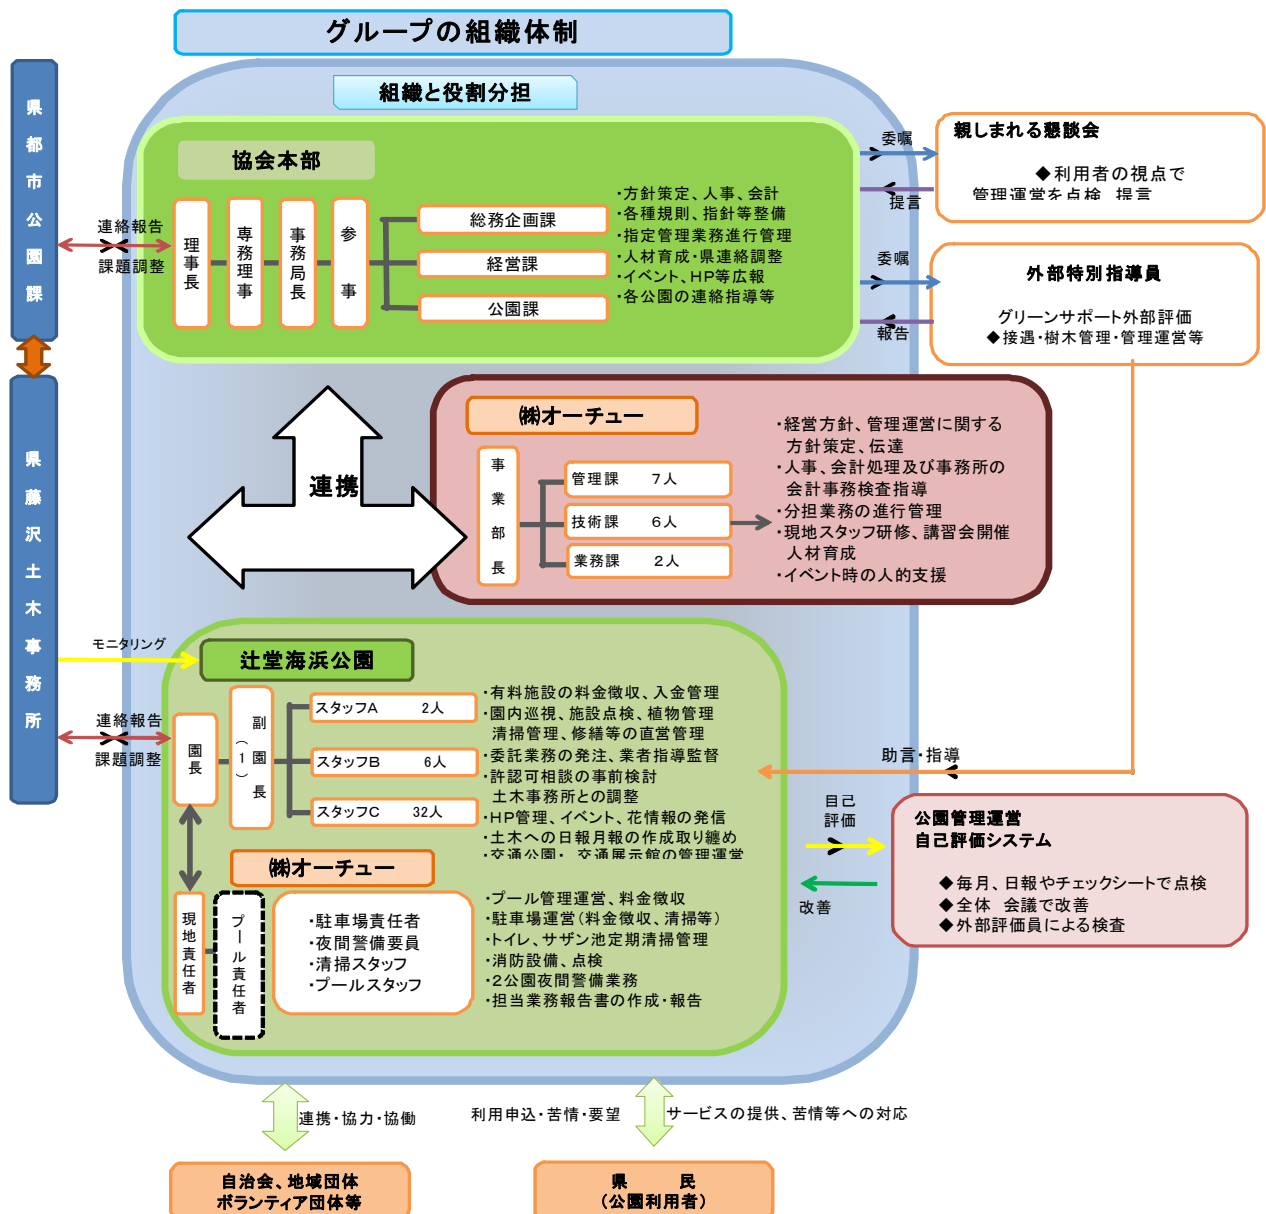 グループの組織体制
組織と役割分担
県都市公園課
県藤沢土木事務所
連絡報告
課題調整
協会本部
理事長
専務理事
事務局長
参事
総務企画課
経営課
公園課
・方針策定、人事、会計
・各種規則、指針等整備
・指定管理業務進行管理
・人材育成・県連絡調整
・イベント、HP等広報
・各公園の連絡指導等
委嘱
提言
親しまれる懇談会
◆利用者の視点で
管理運営を点検 提言
委嘱
報告
外部特別指導員
グリーンサポート外部評価
◆接遇・樹木管理・管理運営等
連携
㈱オーチュー
事業部長
管理課 7人
技術課 6人
業務課 2人
・経営方針、管理運営に関する
方針策定、伝達
・人事、会計処理及び事務所の
会計事務検査指導
・分担業務の進行管理
・現地スタッフ研修、講習会開催
人材育成
・イベント時の人的支援
モニタリング
連絡報告
課題調整
辻堂海浜公園
園長
副園長
(1)
スタッフA 2人
スタッフB 6人
スタッフC 32人
・有料施設の料金徴収、入金管理
・園内巡視、施設点検、植物管理
清掃管理、修繕等の直営管理
・委託業務の発注、業者指導監督
・許認可相談の事前検討
土木事務所との調整
・HP管理、イベント、花情報の発信
・土木への日報月報の作成取り纏め
・交通公園・ 交通展示館の管理運営
助言・指導
自己
評価
改善
公園管理運営
自己評価システム
◆毎月、日報やチェックシートで点検
◆全体 会議で改善
◆外部評価員による検査
㈱オーチュー
現地責任者
プール責任者
・駐車場責任者
・夜間警備要員
・清掃スタッフ
・プールスタッフ
・プール管理運営、料金徴収
・駐車場運営(料金徴収、清掃等)
・トイレ、サザン池定期清掃管理
・消防設備、点検
・2公園夜間警備業務
・担当業務報告書の作成・報告
連携・協力・協働
利用申込・苦情・要望
サービスの提供、苦情等への対応
自治会、地域団体
ボランティア団体等
県 民
(公園利用者)